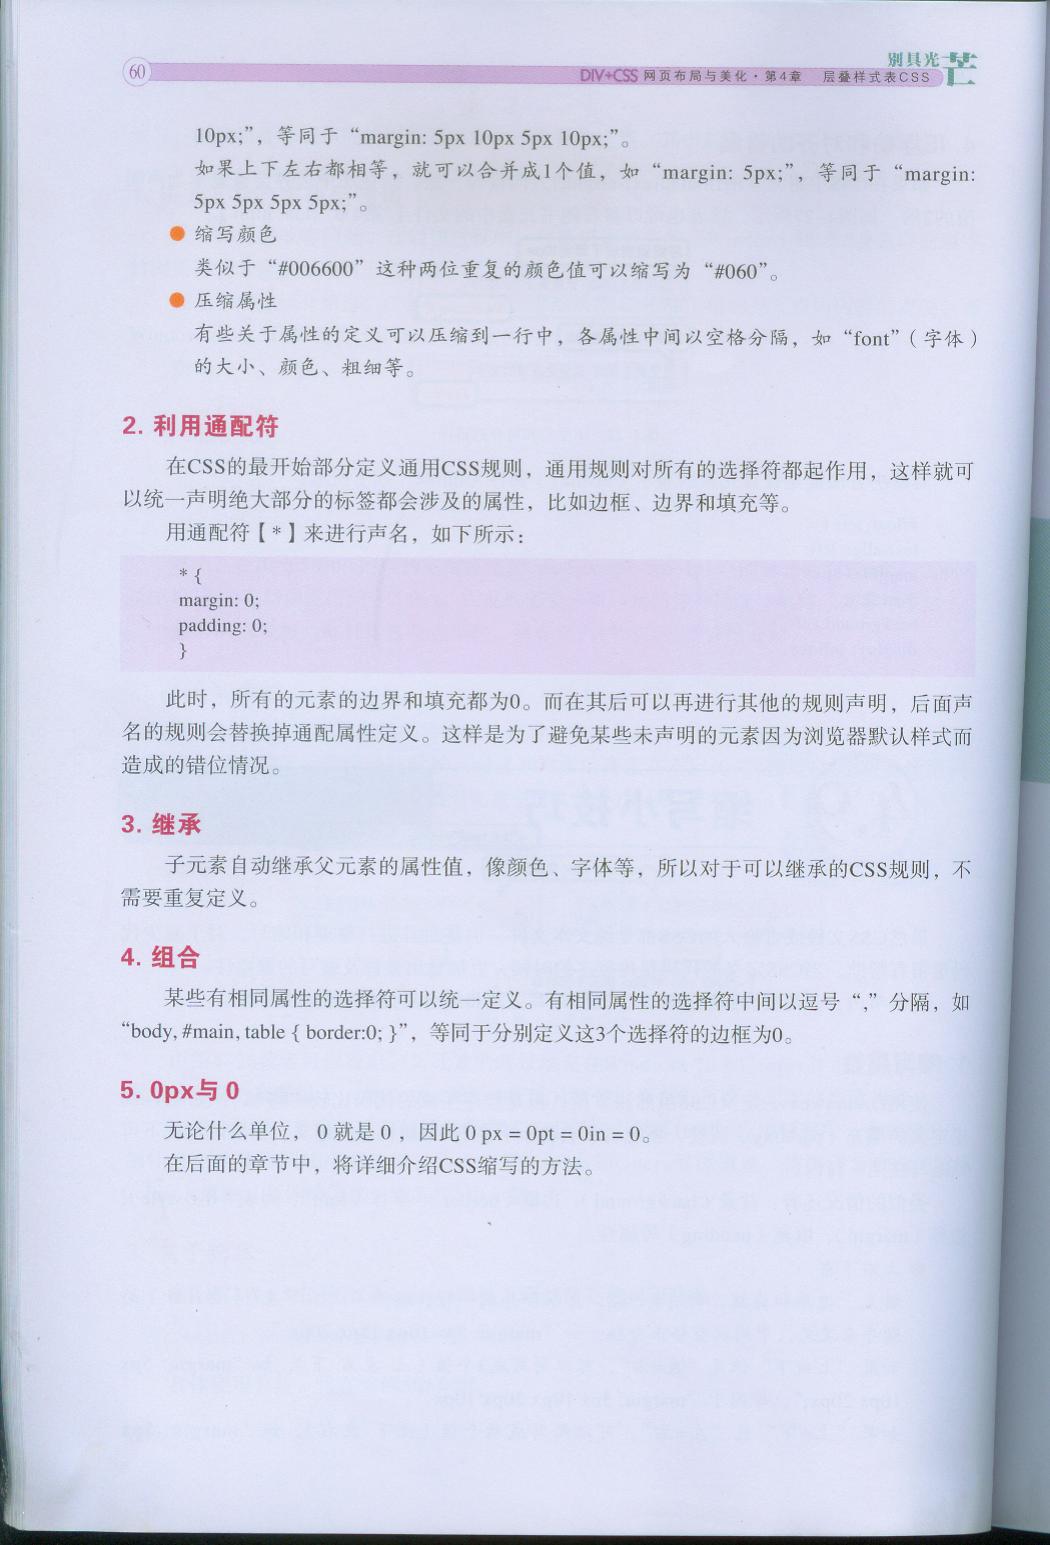 60
别具光芒
DIV+CSS 网页布局与美化·第4章 层叠样式表CSS
10px;”，等同于“margin: 5px 10px 5px 10px;”。
如果上下左右都相等，就可以合并成1个值，如“margin: 5px;”，等同于“margin:
5px 5px 5px 5px;”。
● 缩写颜色
类似于“#006600”这种两位重复的颜色值可以缩写为“#060”。
● 压缩属性
有些关于属性的定义可以压缩到一行中，各属性中间以空格分隔，如“font”（字体）
的大小、颜色、粗细等。
2. 利用通配符
在CSS的最开始部分定义通用CSS规则，通用规则对所有的选择符都起作用，这样就可
以统一声明绝大部分的标签都会涉及的属性，比如边框、边界和填充等。
用通配符【*】来进行声名，如下所示：
* {
margin: 0;
padding: 0;
}
此时，所有的元素的边界和填充都为0。而在其后可以再进行其他的规则声明，后面声
名的规则会替换掉通配属性定义。这样是为了避免某些未声明的元素因为浏览器默认样式而
造成的错位情况。
3. 继承
子元素自动继承父元素的属性值，像颜色、字体等，所以对于可以继承的CSS规则，不
需要重复定义。
4. 组合
某些有相同属性的选择符可以统一定义。有相同属性的选择符中间以逗号“,”分隔，如
“body, #main, table { border:0; }”，等同于分别定义这3个选择符的边框为0。
5. 0px与 0
无论什么单位， 0 就是 0 ，因此 0 px = 0pt = 0in = 0。
在后面的章节中，将详细介绍CSS缩写的方法。